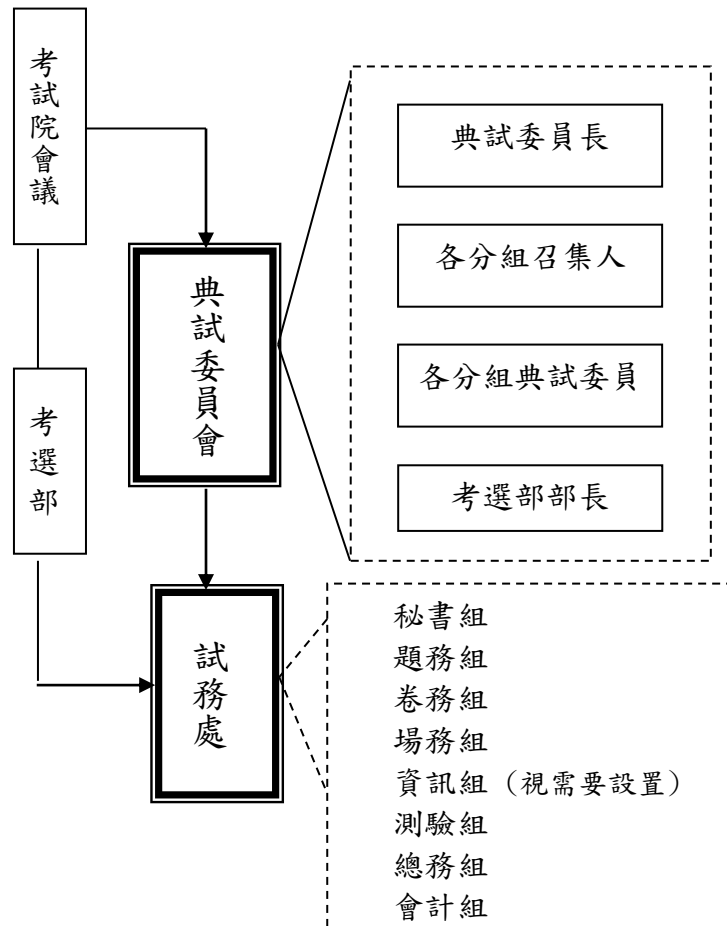 考試院會議
典試委員長
各分組召集人
典試委員會
各分組典試委員
考選部
考選部部長
試務處
秘書組
題務組
卷務組
場務組
資訊組（視需要設置）
測驗組
總務組
會計組